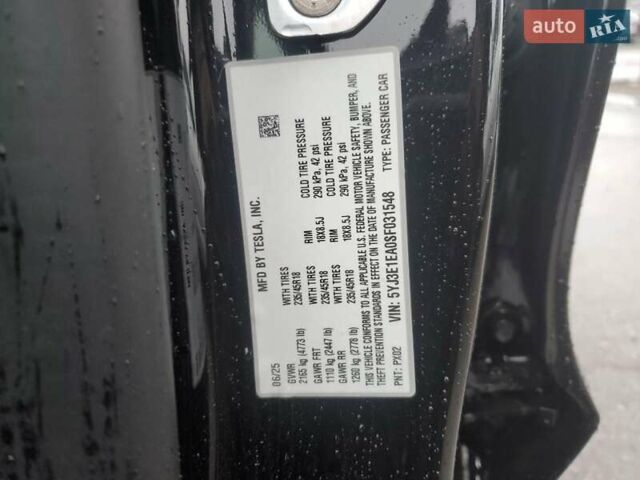 auto RIA.com
MFD BY TESLA, INC.
06/25
GVWR
2165 kg (4773 lb)
GAWR FRT WITH TIRES RIM COLD TIRE PRESSURE
1110 kg (2447 lb) 235/45R18 18X8.5J 290 kPa, 42 psi
GAWR RR WITH TIRES RIM COLD TIRE PRESSURE
1260 kg (2778 lb) 235/45R18 18X8.5J 290 kPa, 42 psi
THIS VEHICLE CONFORMS TO ALL APPLICABLE U.S. FEDERAL MOTOR VEHICLE SAFETY, BUMPER, AND
THEFT PREVENTION STANDARDS IN EFFECT ON THE DATE OF MANUFACTURE SHOWN ABOVE.
VIN: 5YJ3E1EA0SF031548
PNT: PX02 TYPE: PASSENGER CAR